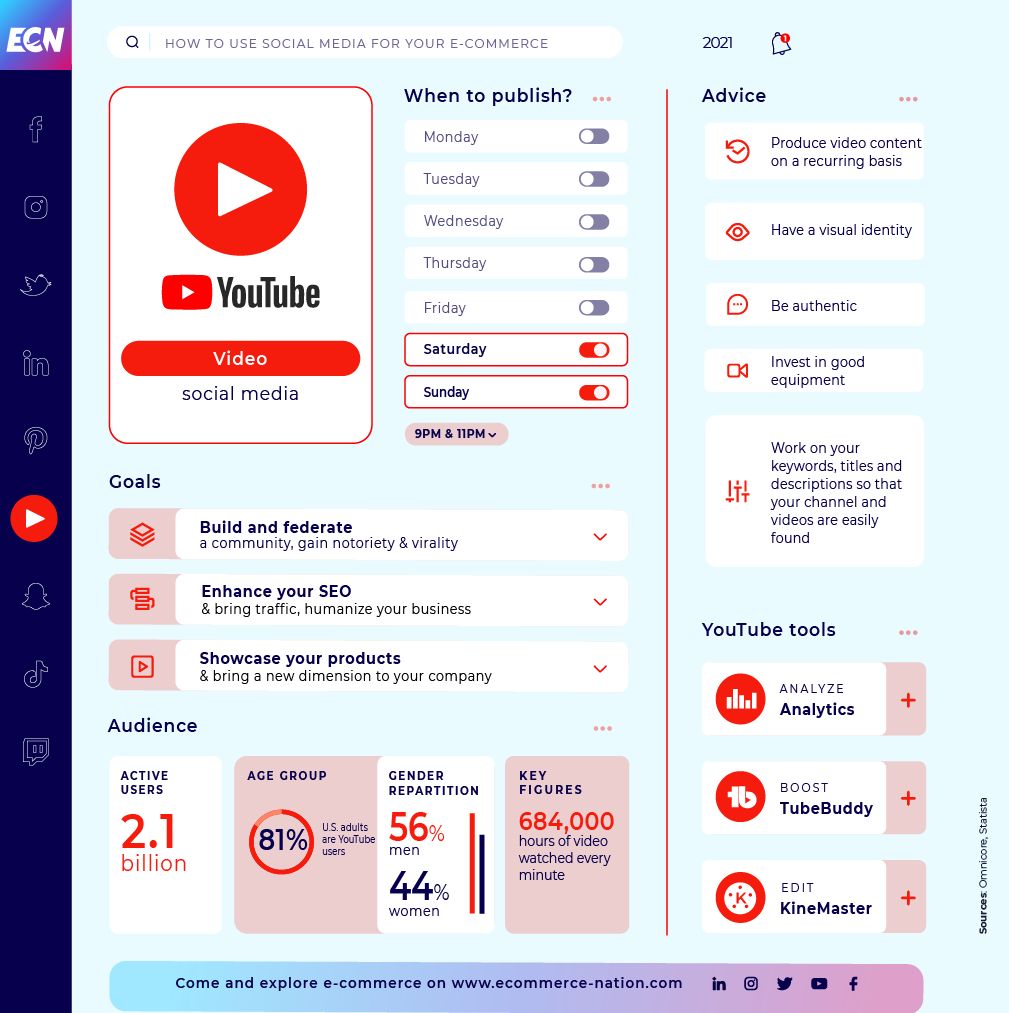 ECN
HOW TO USE SOCIAL MEDIA FOR YOUR E-COMMERCE
2021
1
YouTube
Video
social media
When to publish?
Monday
Tuesday
Wednesday
Thursday
Friday
Saturday
Sunday
9PM & 11PM
Goals
Build and federate
a community, gain notoriety & virality
Enhance your SEO
& bring traffic, humanize your business
Showcase your products
& bring a new dimension to your company
Audience
ACTIVE
USERS
2.1
billion
AGE GROUP
81%
U.S. adults
are YouTube
users
GENDER
REPARTITION
56%
men
44%
women
KEY
FIGURES
684,000
hours of video
watched every
minute
Advice
Produce video content
on a recurring basis
Have a visual identity
Be authentic
Invest in good
equipment
Work on your
keywords, titles and
descriptions so that
your channel and
videos are easily
found
YouTube tools
ANALYZE
Analytics
BOOST
TubeBuddy
EDIT
KineMaster
Sources: Omnicore, Statista
Come and explore e-commerce on www.ecommerce-nation.com